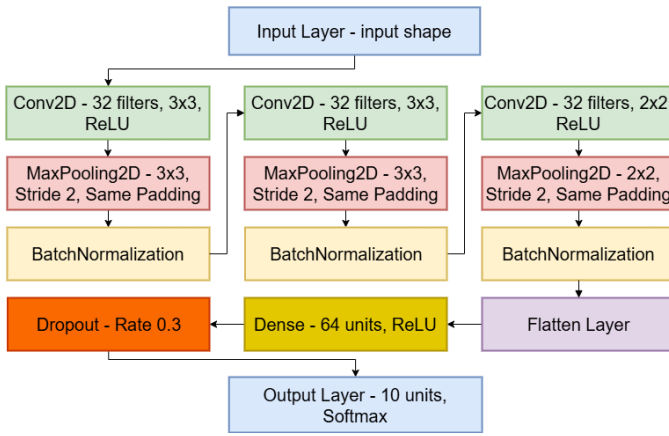 Input Layer - input shape
Conv2D - 32 filters, 3x3,
ReLU
MaxPooling2D - 3x3,
Stride 2, Same Padding
BatchNormalization
Conv2D - 32 filters, 3x3,
ReLU
MaxPooling2D - 3x3,
Stride 2, Same Padding
BatchNormalization
Conv2D - 32 filters, 2x2,
ReLU
MaxPooling2D - 2x2,
Stride 2, Same Padding
BatchNormalization
Flatten Layer
Dense - 64 units, ReLU
Dropout - Rate 0.3
Output Layer - 10 units,
Softmax